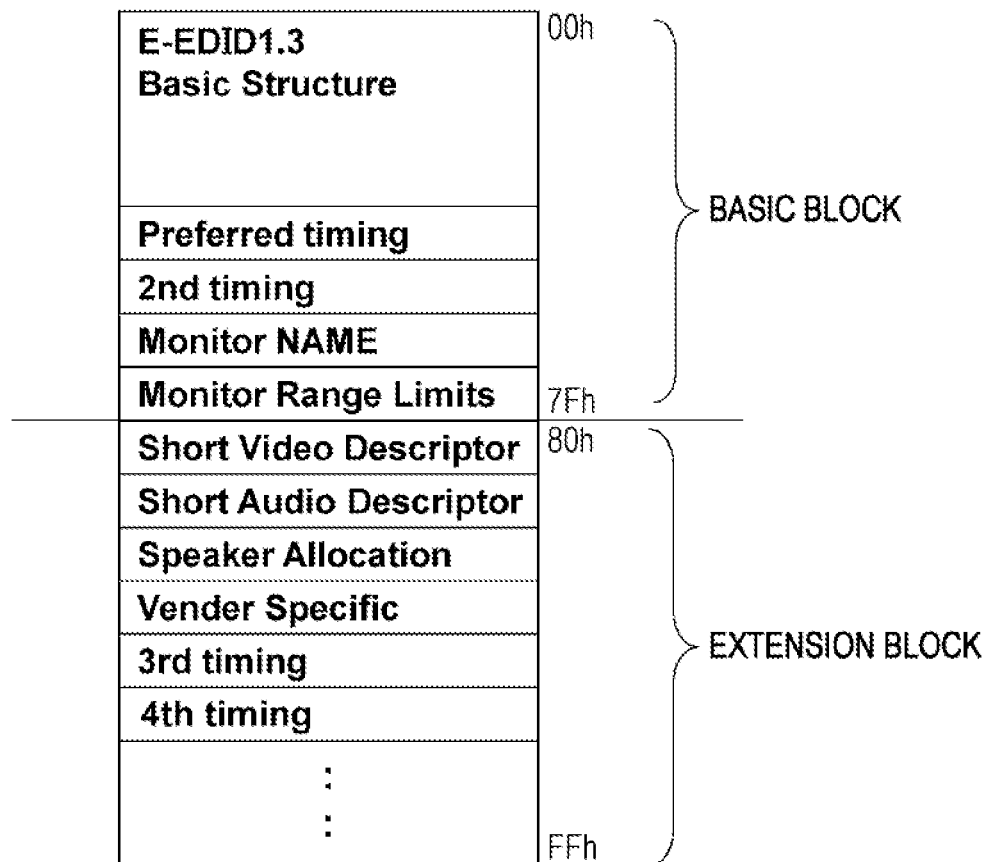 E-EDID1.3
Basic Structure
00h
BASIC BLOCK
Preferred timing
2nd timing
Monitor NAME
Monitor Range Limits
7Fh
Short Video Descriptor
80h
Short Audio Descriptor
Speaker Allocation
Vender Specific
3rd timing
EXTENSION BLOCK
4th timing
:
:
FFh